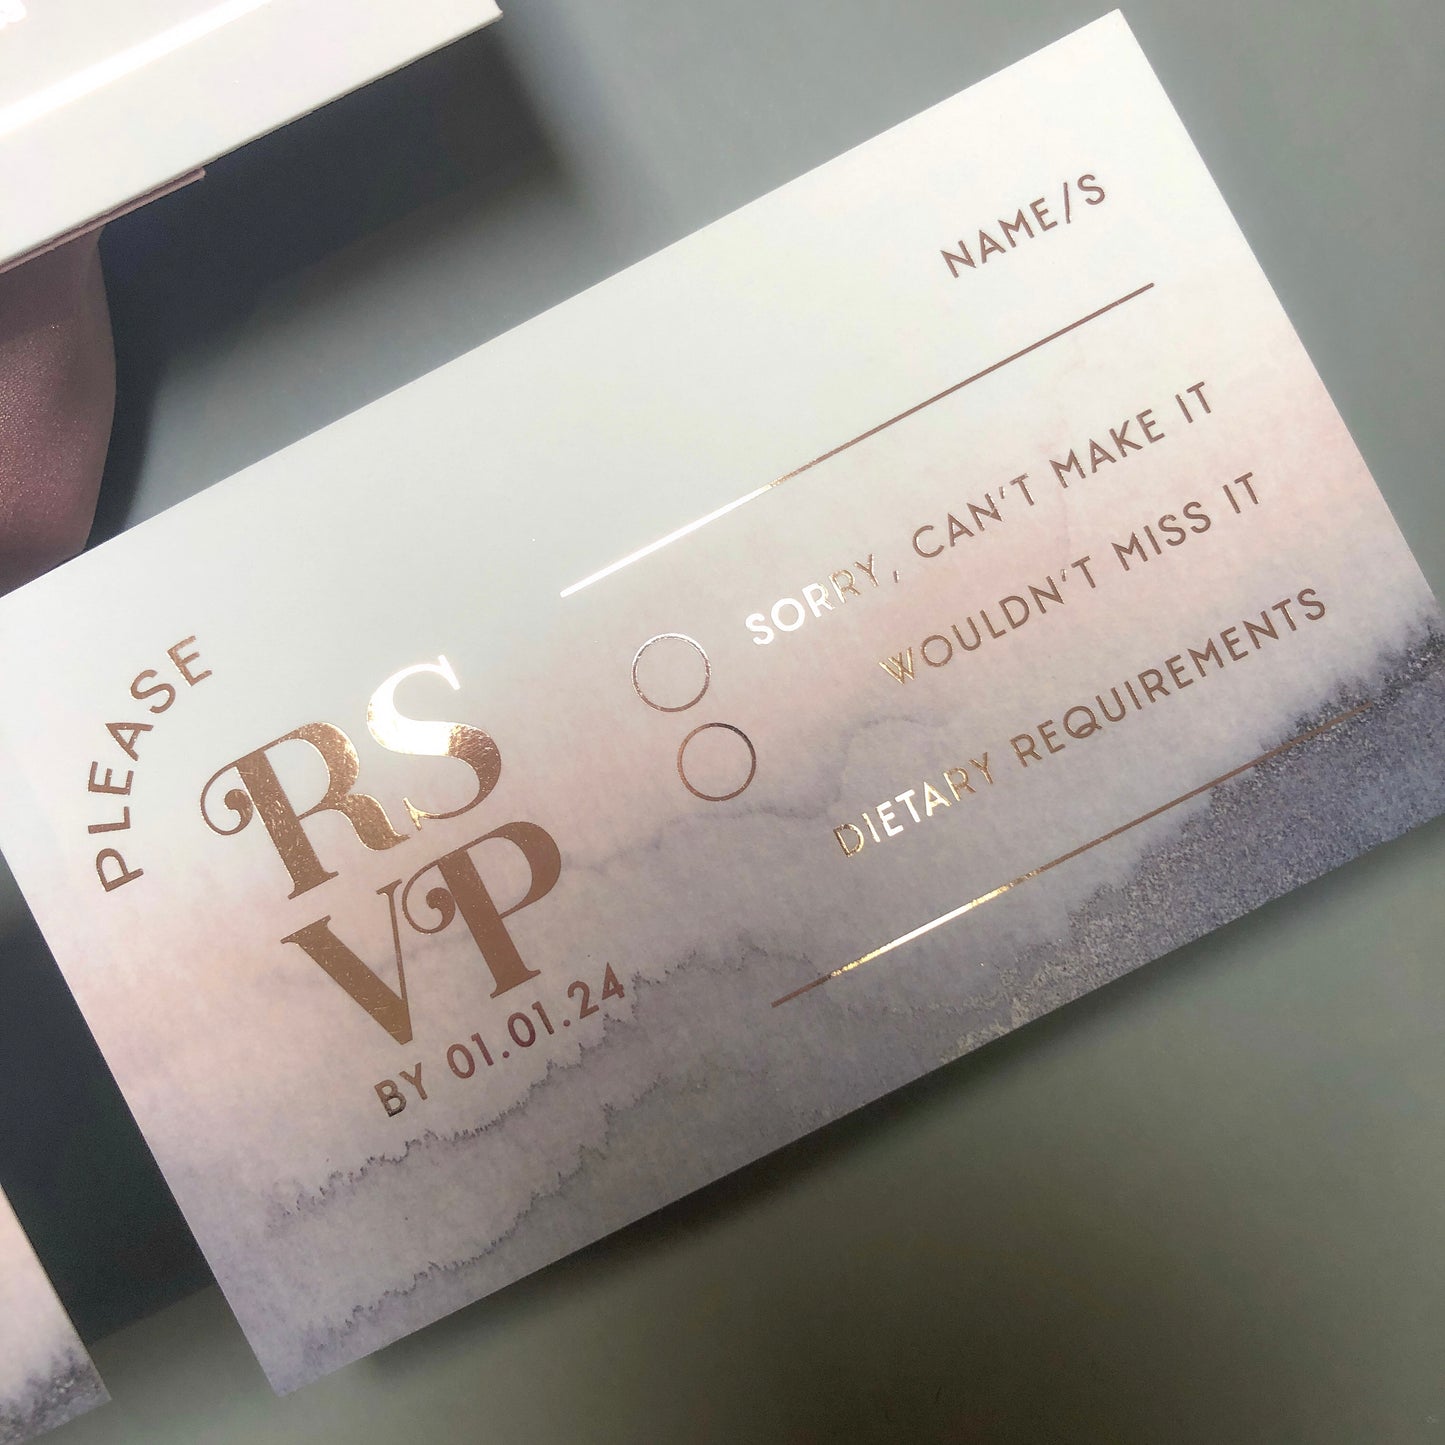 PLEASE
RS
VP
BY 01.01.24
NAME/S
SORRY, CAN'T MAKE IT
WOULDN'T MISS IT
DIETARY REQUIREMENTS